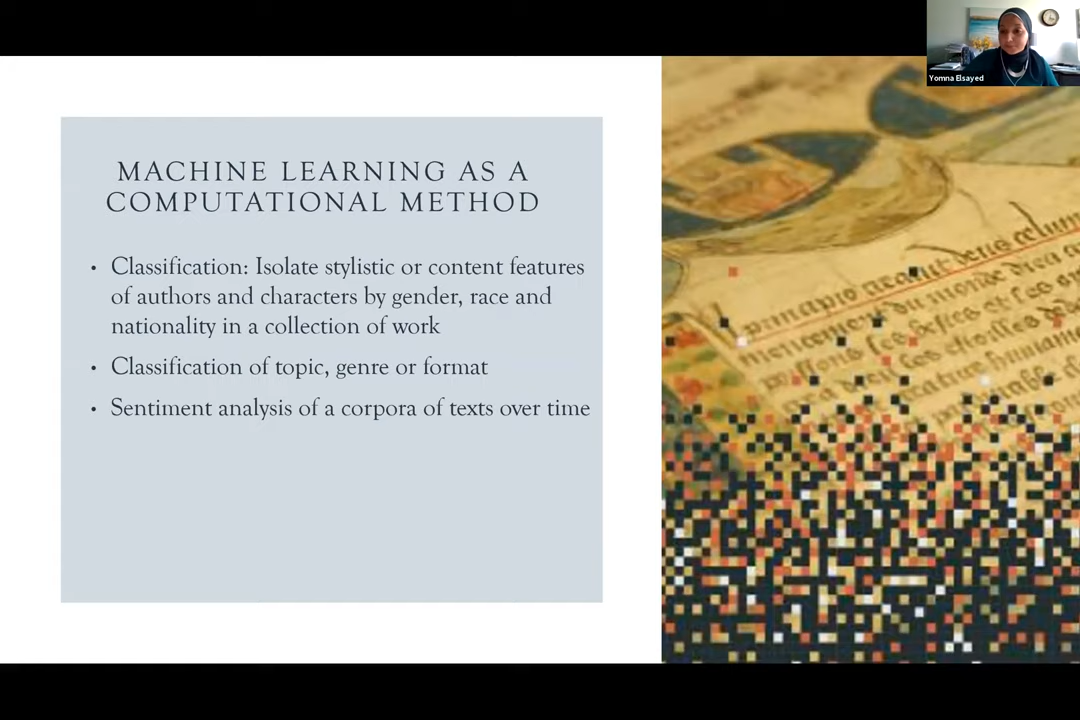 Yomna Elsayed
MACHINE LEARNING AS A
COMPUTATIONAL METHOD
• Classification: Isolate stylistic or content features
of authors and characters by gender, race and
nationality in a collection of work
• Classification of topic, genre or format
• Sentiment analysis of a corpora of texts over time